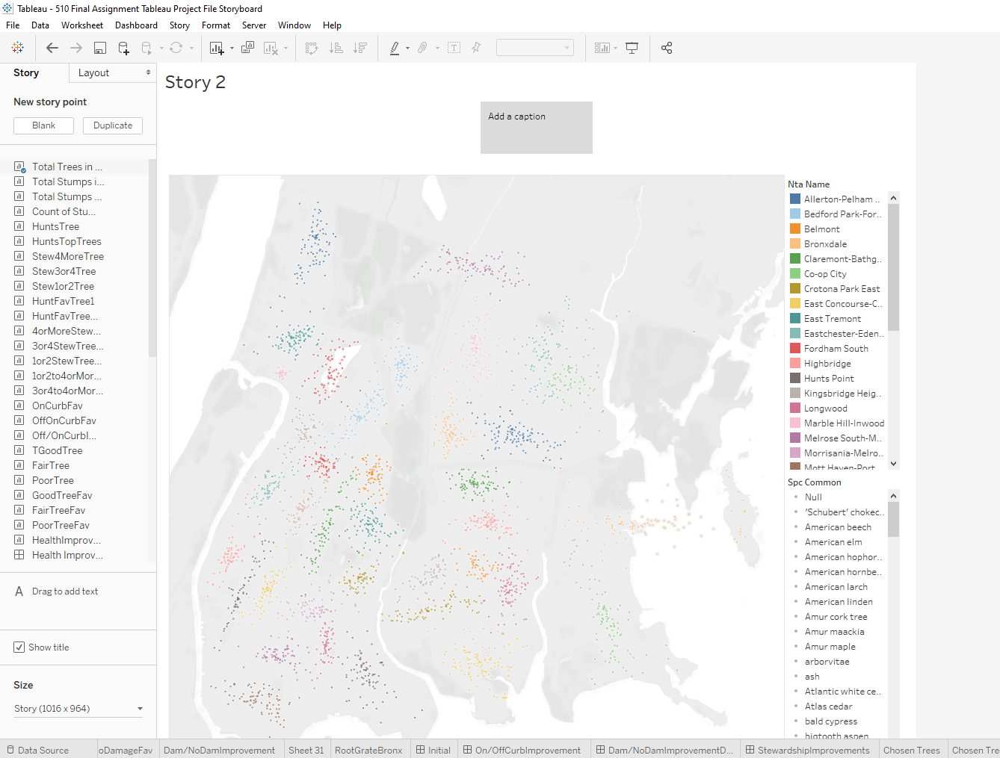 Tableau - 510 Final Assignment Tableau Project File Storyboard
File Data Worksheet Dashboard Story Format Server Window Help
Story Layout
New story point
Blank Duplicate
Total Trees in ...
Total Stumps i...
Total Stumps ...
Count of Stu...
HuntsTree
HuntsTopTrees
Stew4MoreTree
Stew3or4Tree
Stew1or2Tree
HuntFavTree1
HuntFavTree...
4orMoreStew...
3or4StewTree...
1or2StewTree...
1or2to4orMor...
3or4to4orMor...
OnCurbFav
OffOnCurbFav
Off/OnCurbI...
TGoodTree
FairTree
PoorTree
GoodTreeFav
FairTreeFav
PoorTreeFav
HealthImprov...
Health Improv...
A Drag to add text
Show title
Size
Story (1016 x 964)
Story 2
Add a caption
Nta Name
Allerton-Pelham ..
Bedford Park-For..
Belmont
Bronxdale
Claremont-Bathg..
Co-op City
Crotona Park East
East Concourse-C..
East Tremont
Eastchester-Eden..
Fordham South
Highbridge
Hunts Point
Kingsbridge Heig..
Longwood
Marble Hill-Inwood
Melrose South-M..
Morrisania-Melro..
Mott Haven-Port
Spc Common
Null
'Schubert' chokec..
American beech
American elm
American hophor..
American hornbe..
American larch
American linden
Amur cork tree
Amur maackia
Amur maple
arborvitae
ash
Atlantic white ce..
Atlas cedar
bald cypress
bigtooth aspen
Data Source oDamageFav Dam/NoDamImprovement Sheet 31 RootGrateBronx Initial On/OffCurbImprovement Dam/NoDamImprovementD... StewardshipImprovements Chosen Trees Chosen Tre